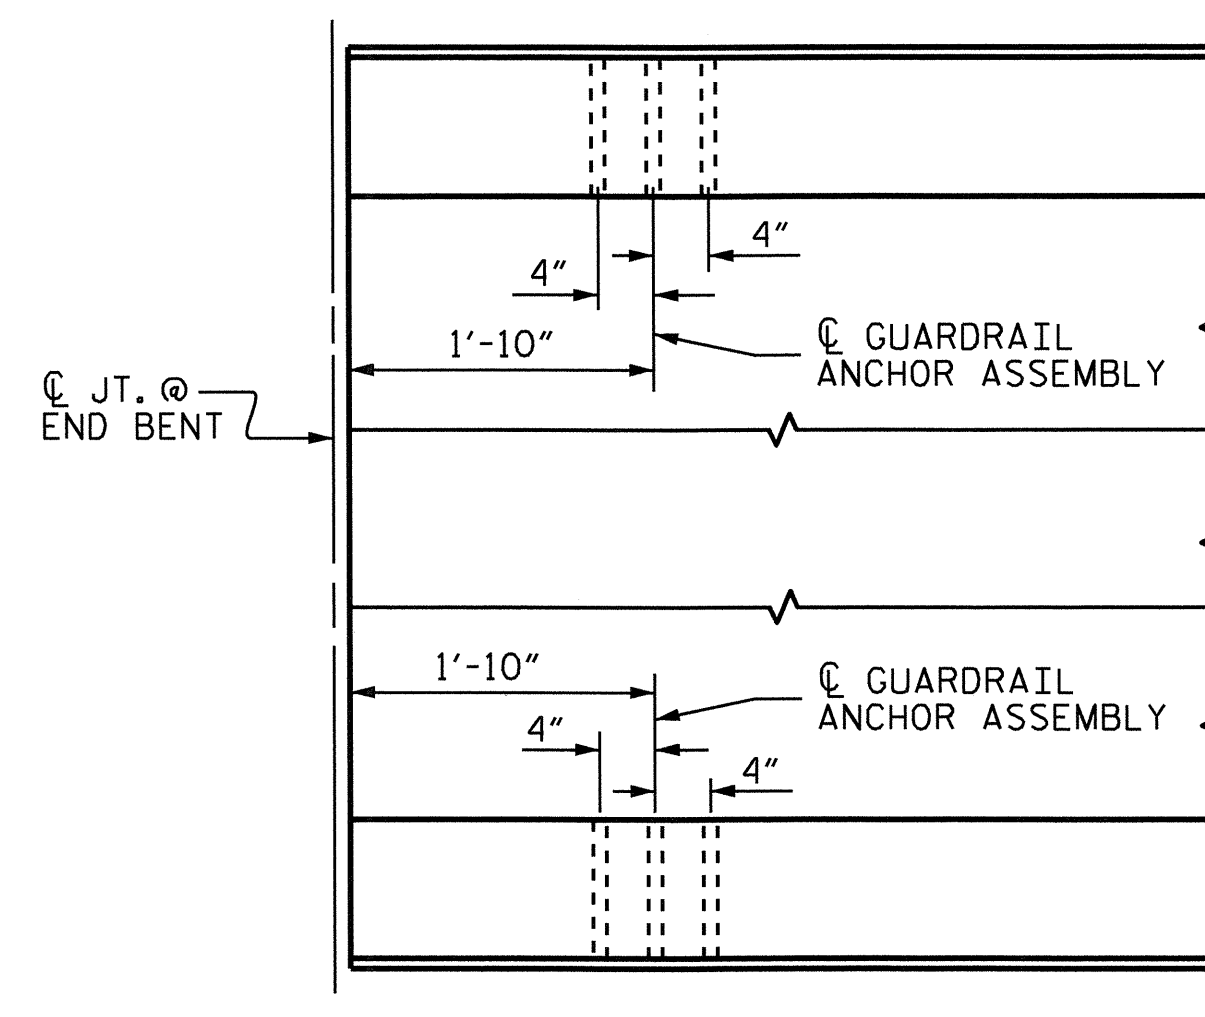 4"
4"
1'-10"
℄ GUARDRAIL
ANCHOR ASSEMBLY
℄ JT. @
END BENT
1'-10"
℄ GUARDRAIL
ANCHOR ASSEMBLY
4"
4"